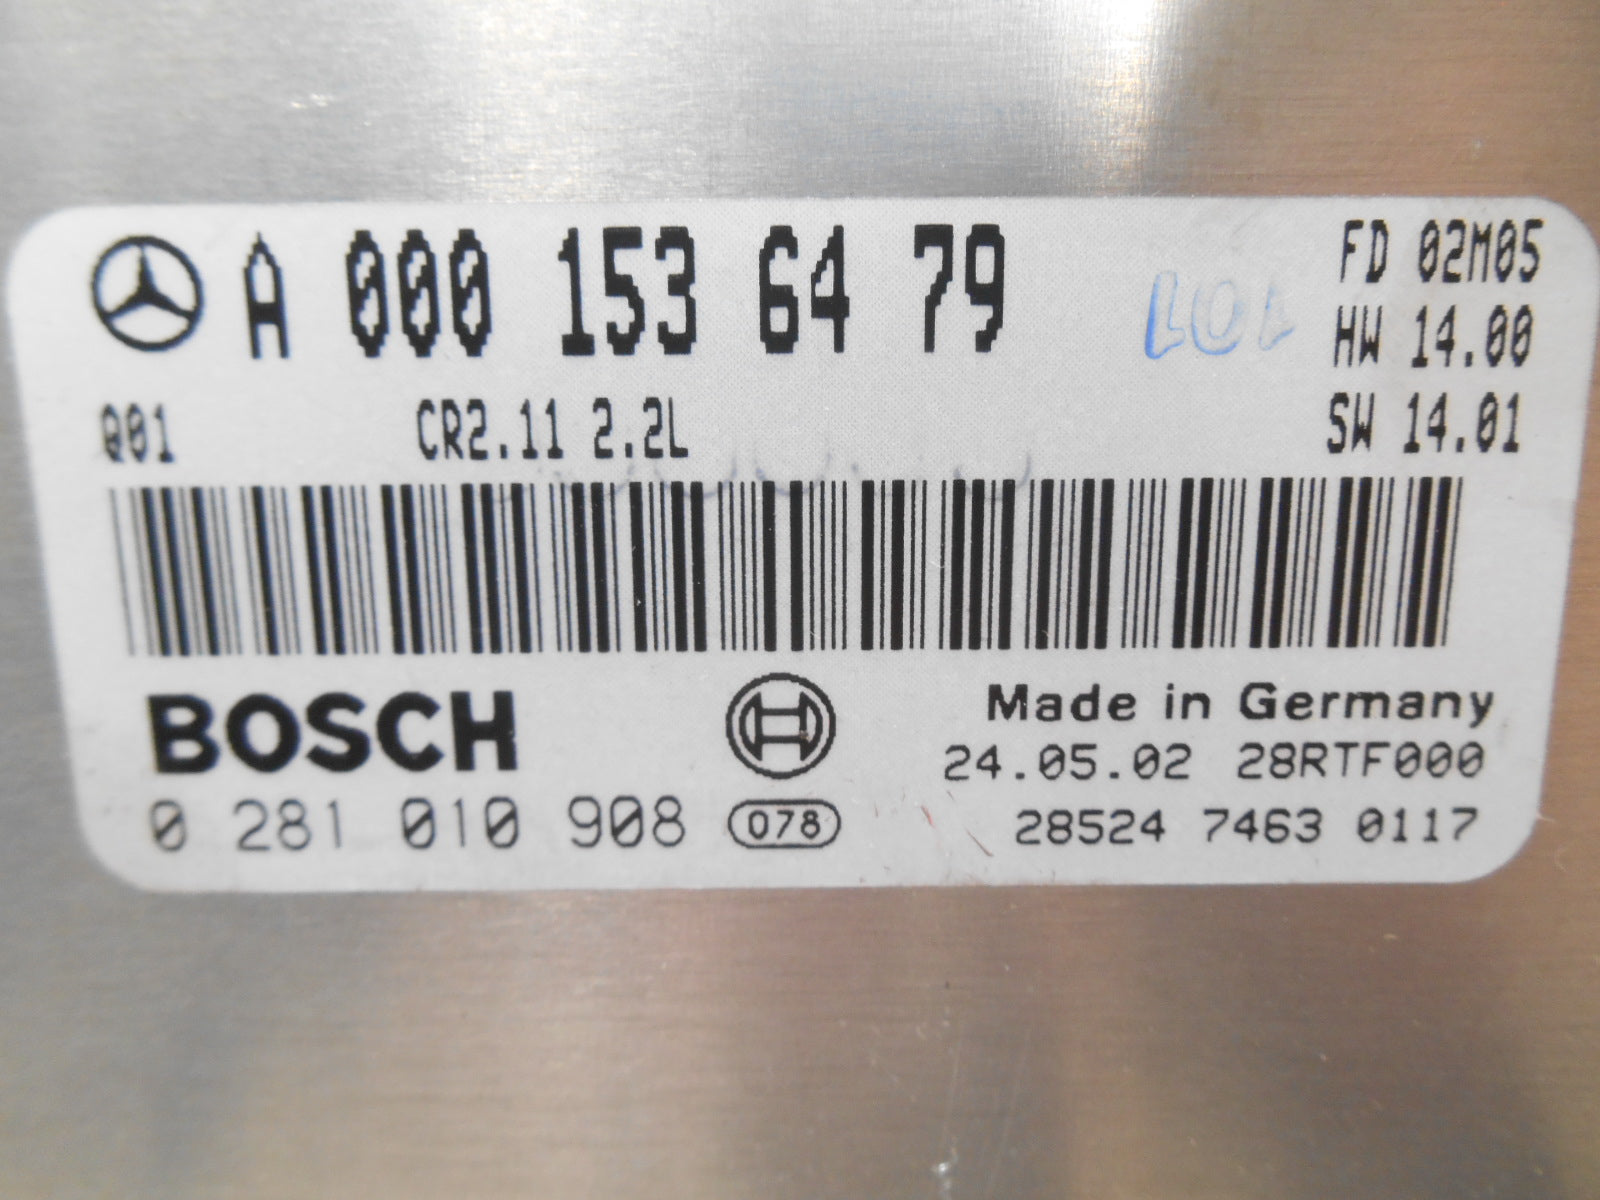 A 000 153 64 79
FD 02M05
HW 14.00
Q01 CR2.11 2.2L
SW 14.01
BOSCH
Made in Germany
24.05.02 28RTF000
0 281 010 908 078
28524 7463 0117